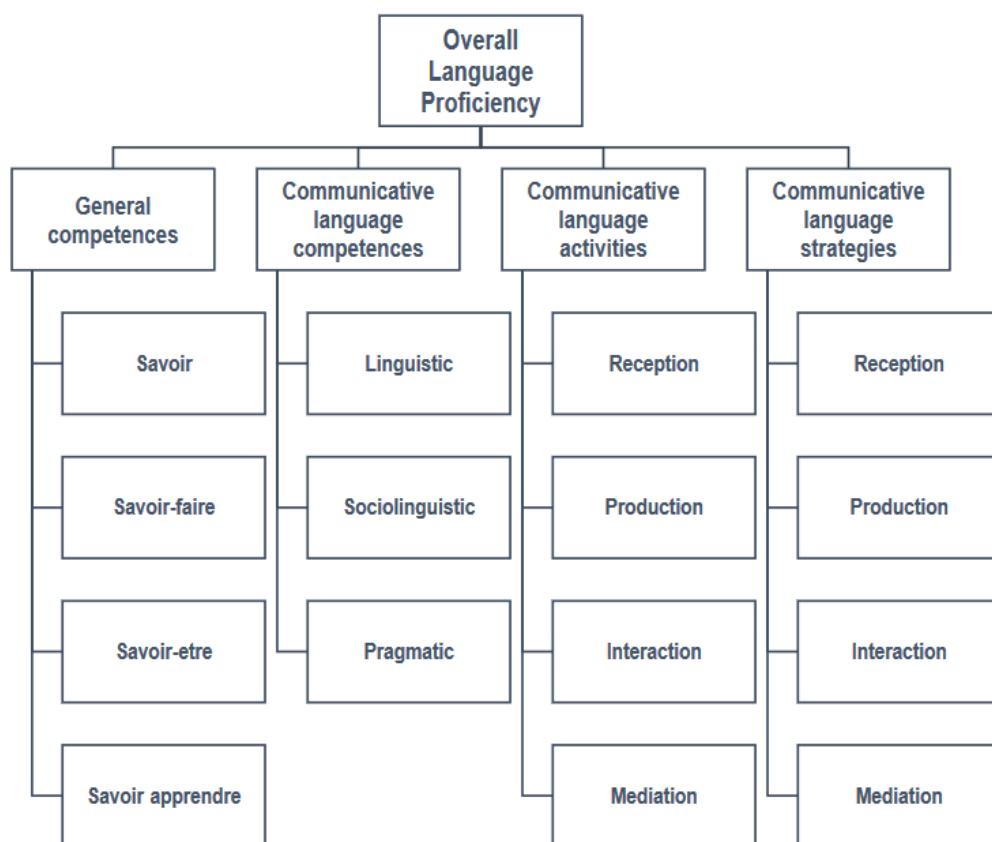 Overall
Language
Proficiency
General
competences
Savoir
Savoir-faire
Savoir-etre
Savoir apprendre
Communicative
language
competences
Linguistic
Sociolinguistic
Pragmatic
Communicative
language
activities
Reception
Production
Interaction
Mediation
Communicative
language
strategies
Reception
Production
Interaction
Mediation